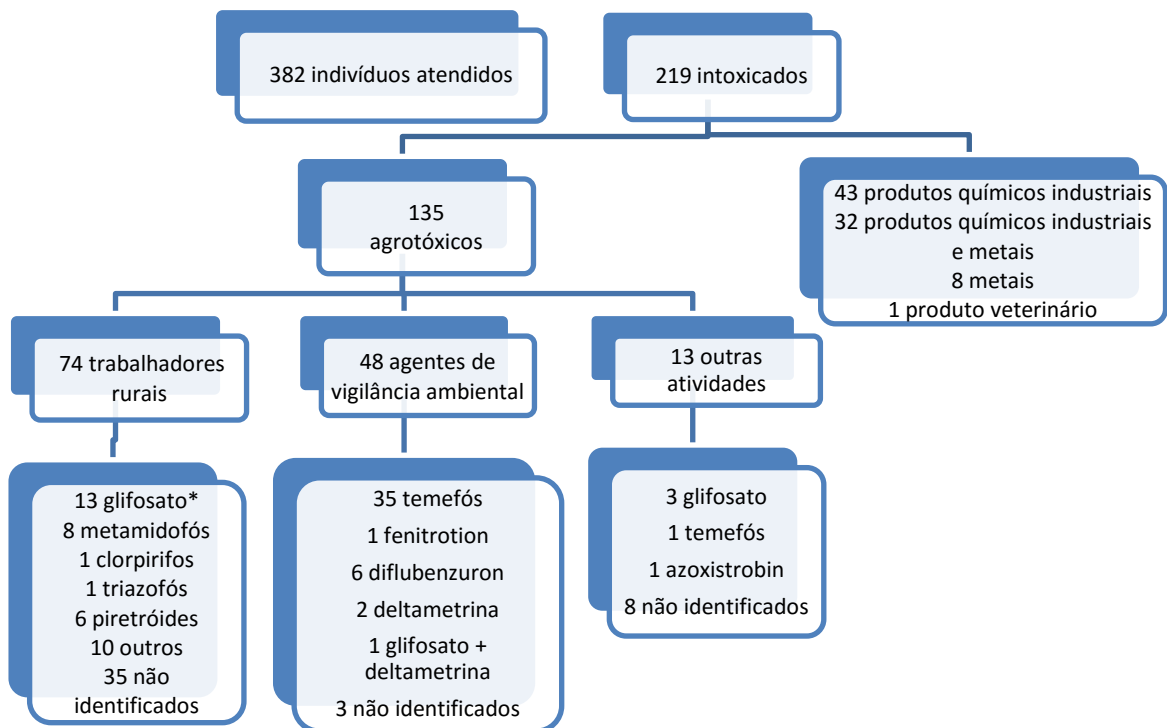 382 indivíduos atendidos
219 intoxicados
135
agrotóxicos
43 produtos químicos industriais
32 produtos químicos industriais
e metais
8 metais
1 produto veterinário
74 trabalhadores
rurais
48 agentes de
vigilância ambiental
13 outras
atividades
13 glifosato*
8 metamidofós
1 clorpirifos
1 triazofós
6 piretróides
10 outros
35 não
identificados
35 temefós
1 fenitrotion
6 diflubenzuron
2 deltametrina
1 glifosato +
deltametrina
3 não identificados
3 glifosato
1 temefós
1 azoxistrobin
8 não identificados